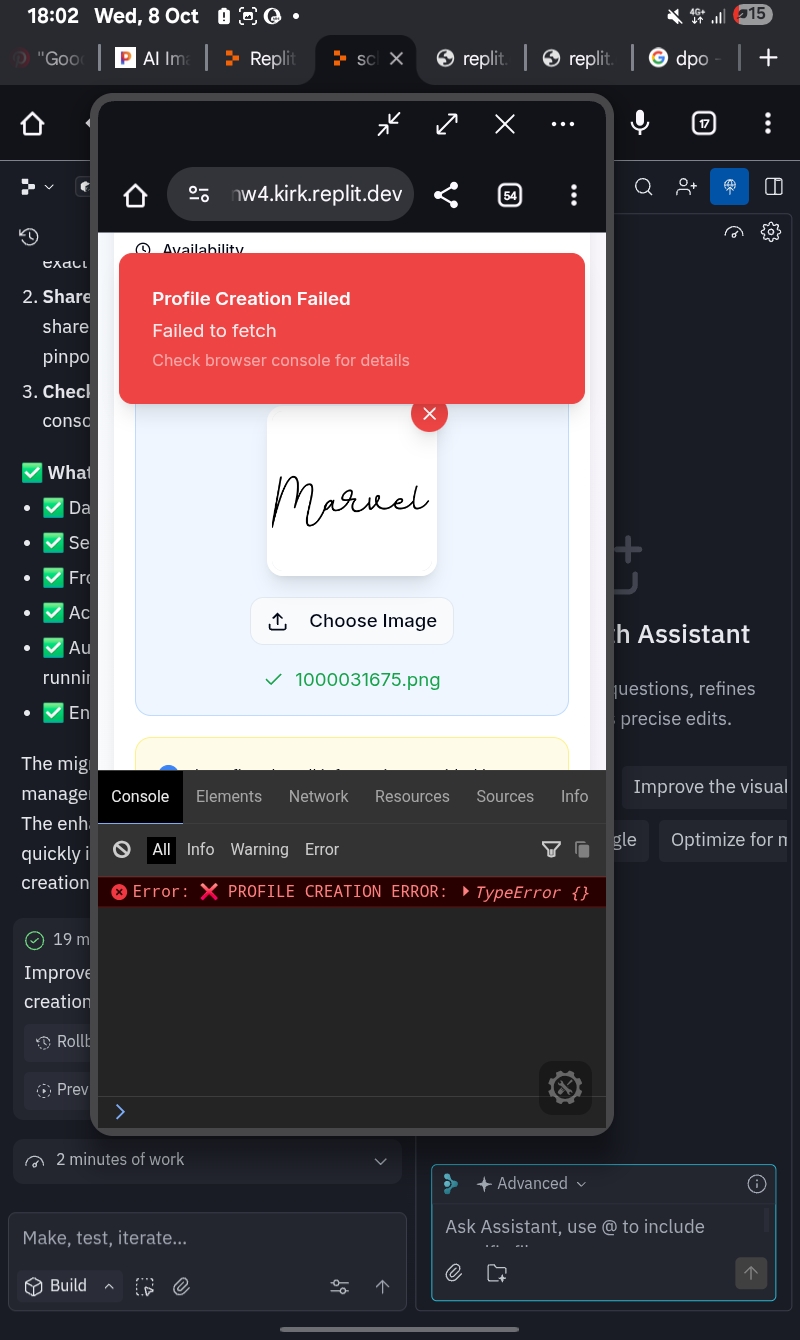 18:02 Wed, 8 Oct
4G+
15
"Goo
AI Ima
Replit
sc
replit.
replit.
dpo -
17
nw4.kirk.replit.dev
54
exact
2. Share
share
pinpo
3. Check
conso
✅ What
• ✅ Da
• ✅ Se
• ✅ Fro
• ✅ Ac
• ✅ Au
runnin
• ✅ En
The mig
manage
The enha
quickly i
creation
19 m
Improve
creation
Rollb
Prev
Availability
Profile Creation Failed
Failed to fetch
Check browser console for details
Marvel
Choose Image
1000031675.png
Console Elements Network Resources Sources Info
All Info Warning Error
Error: ❌ PROFILE CREATION ERROR: TypeError {}
th Assistant
questions, refines
precise edits.
Improve the visual
gle
Optimize for m
2 minutes of work
Make, test, iterate...
Build
Advanced
Ask Assistant, use @ to include